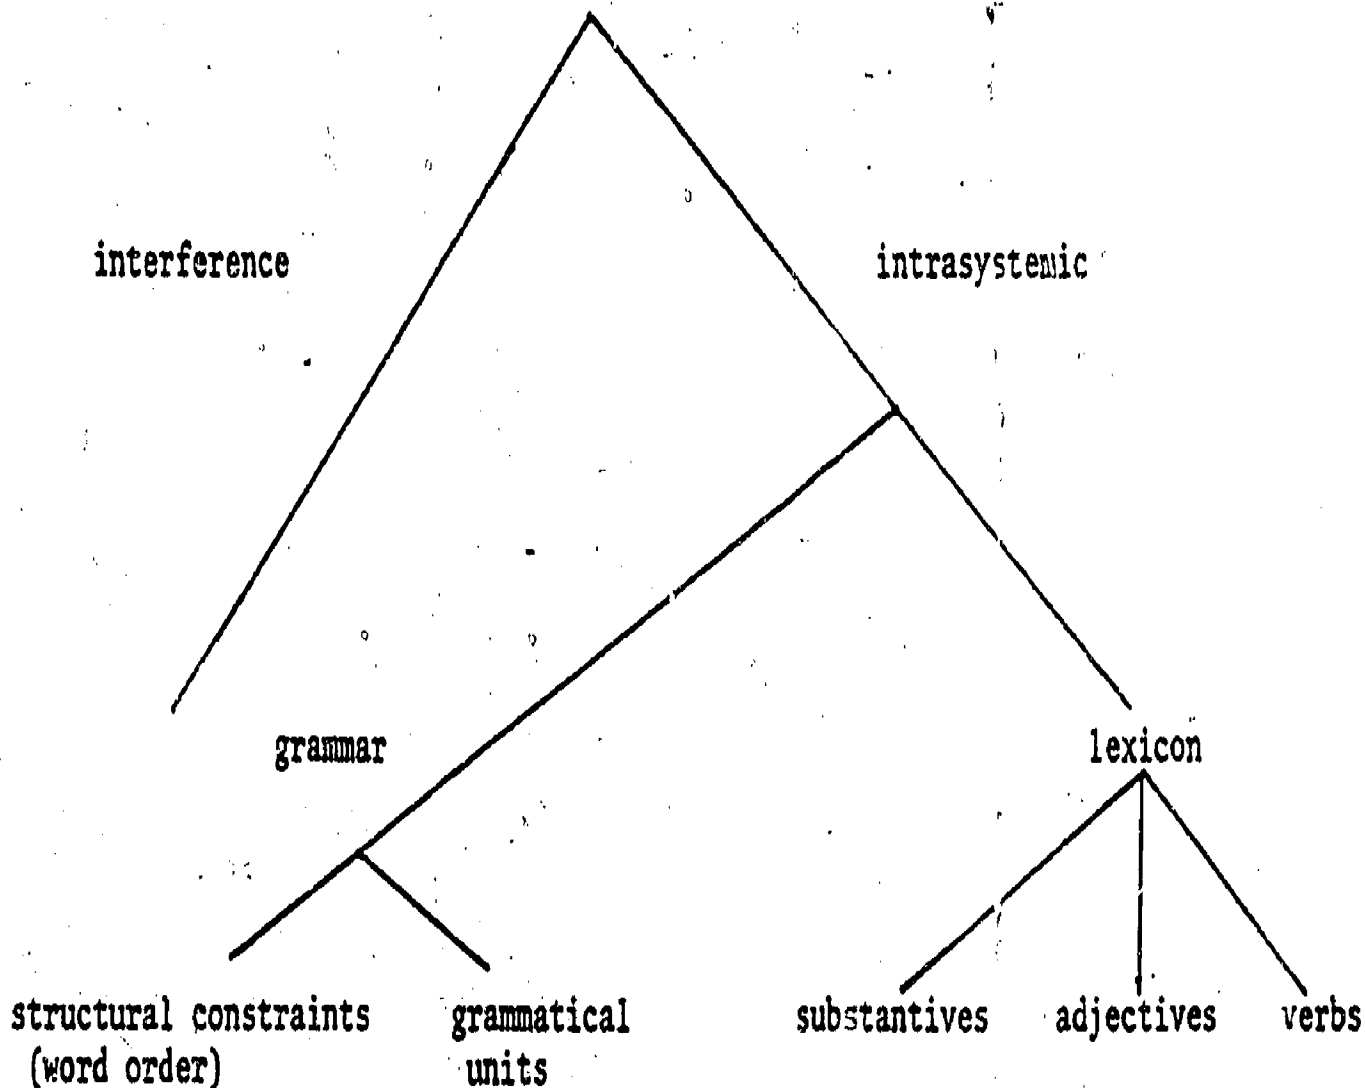 interference
intrasystemic
grammar
lexicon
structural constraints
(word order)
grammatical
units
substantives
adjectives
verbs